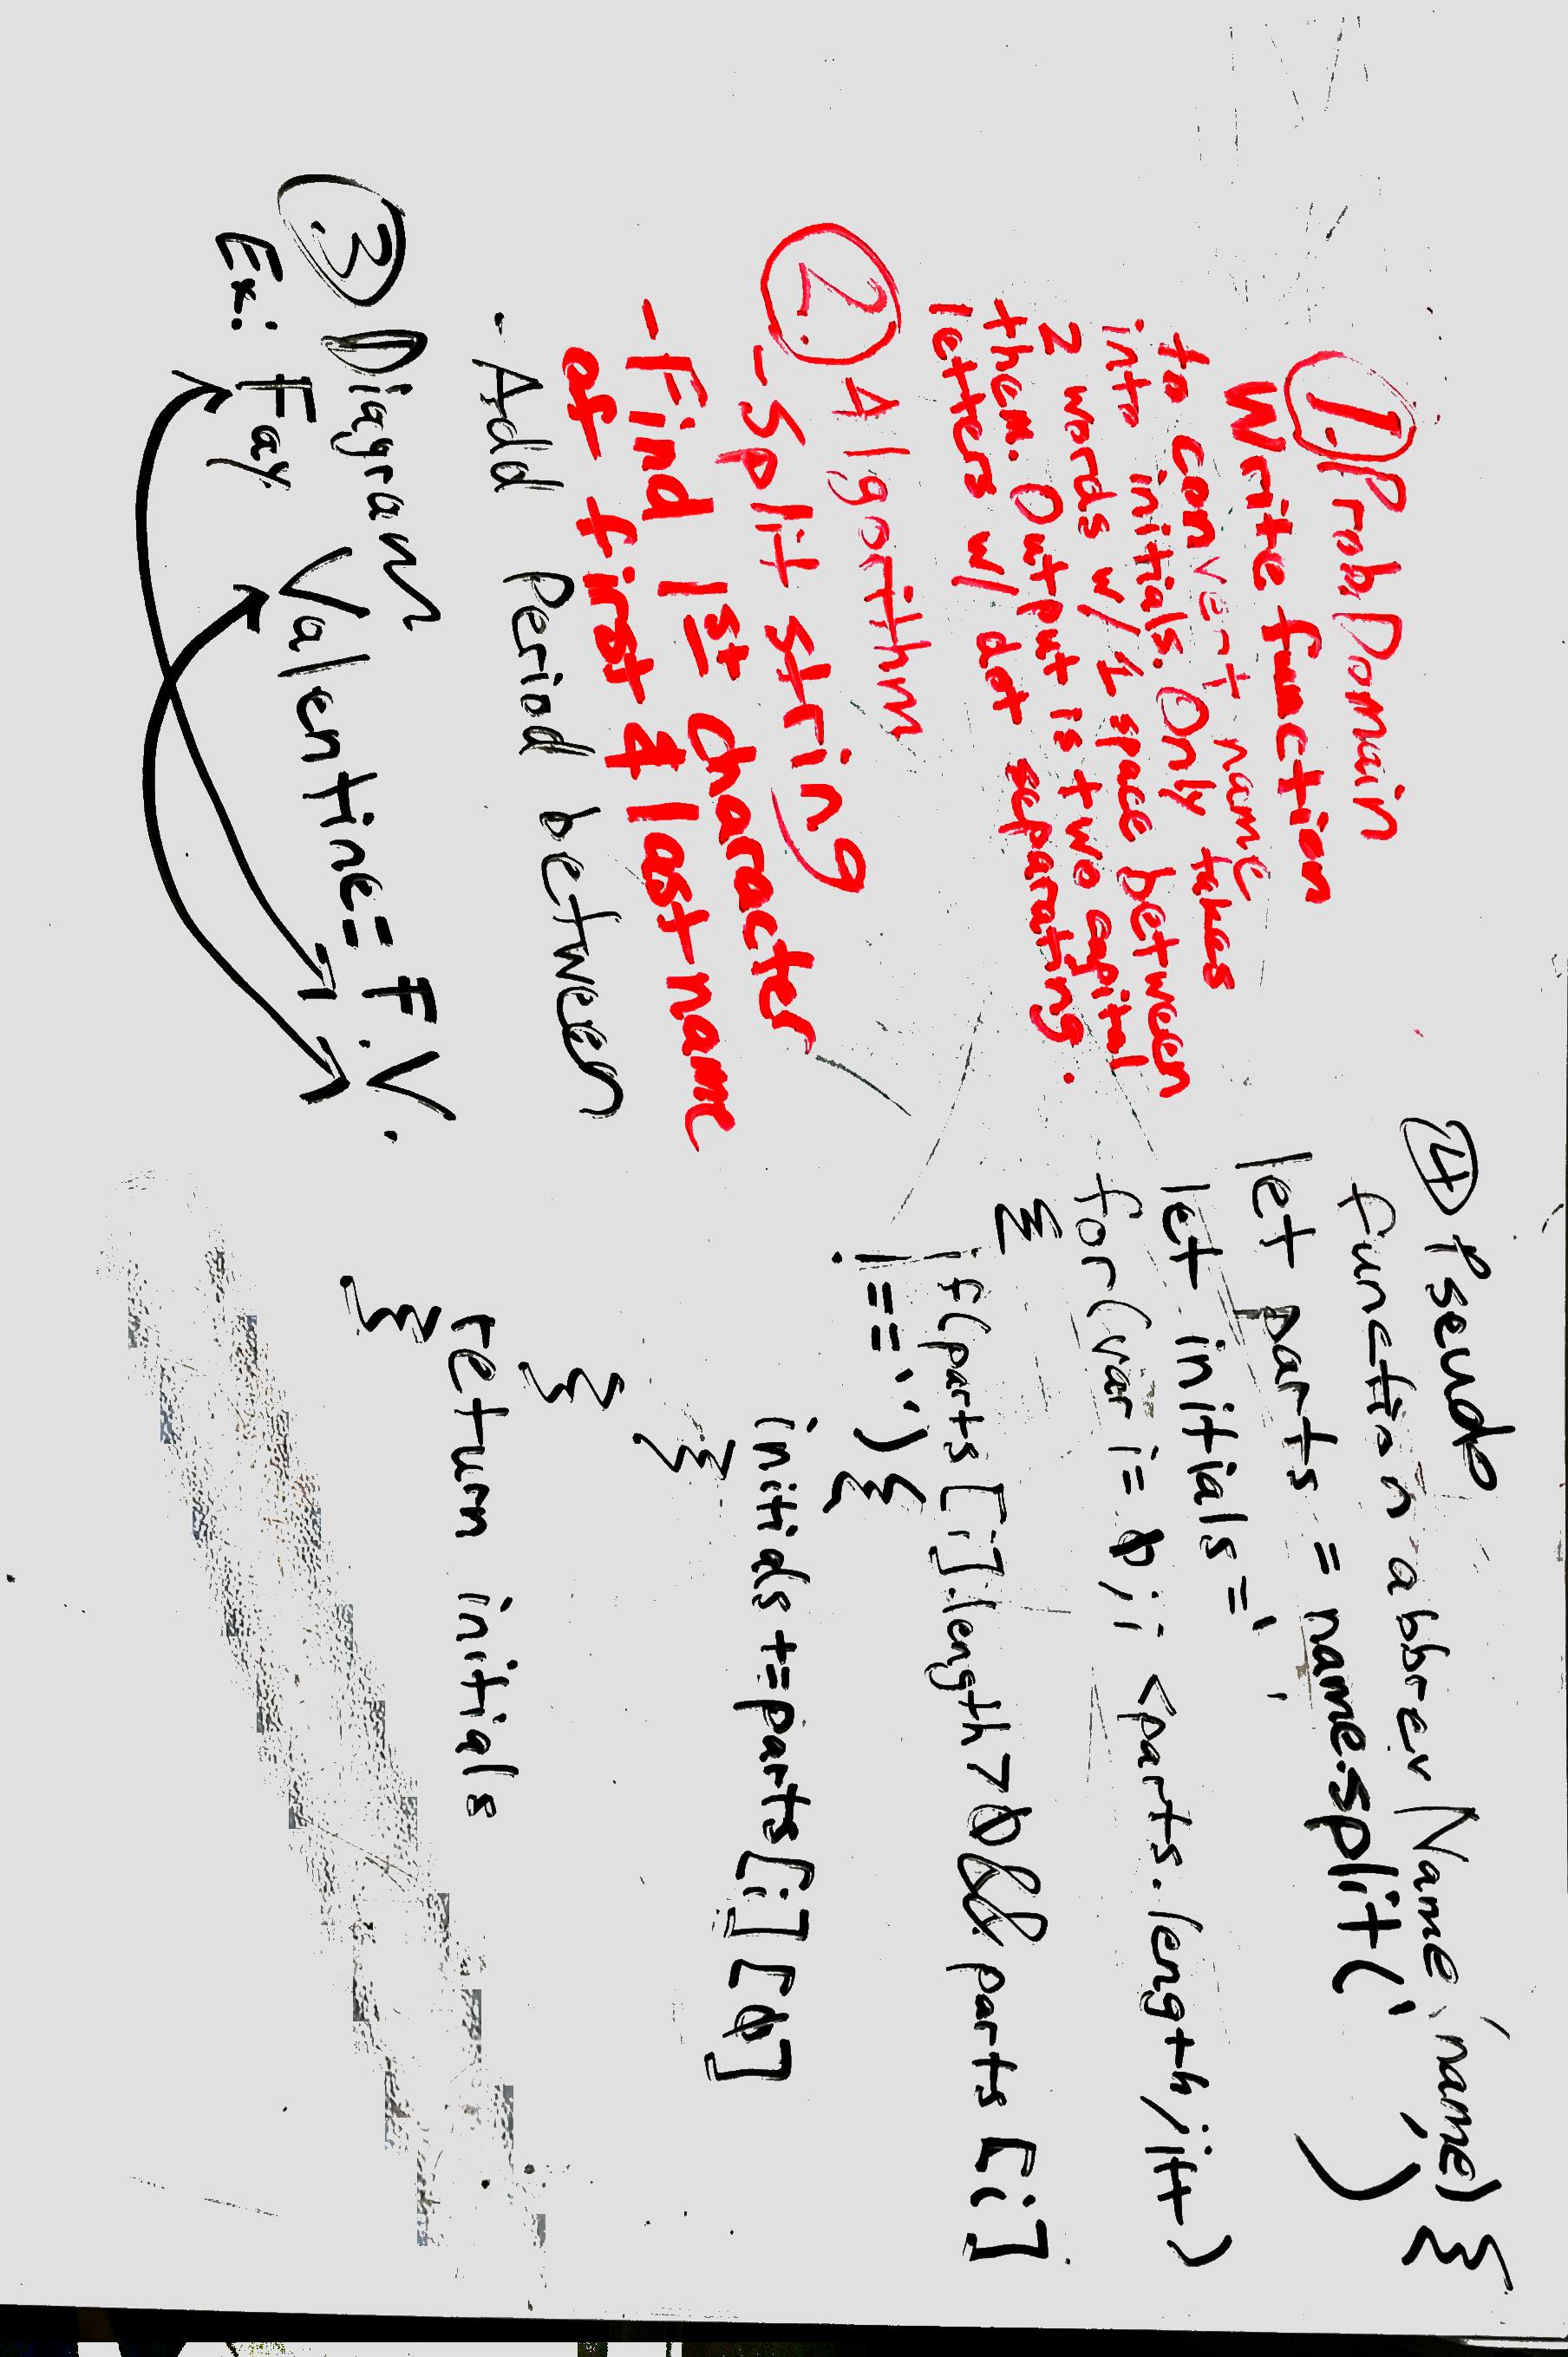 1. Prob Domain
Write function
to convert name
into initials. Only takes
2 words w/ 1 space between
them. Output is two capital
letters w/ dot separating.
2. Algorithm
- Split string
- Find 1st character
of first & last name
- Add Period between
3 Diagram
Ex: Fay Valentine = F.V.
4 Pseudo
function abbrevName(name) {
let parts = name.split(' )
let initials = ' '
for(var i = 0; i < parts.length; i++)
{
if(parts[i].length > 0 && parts[i]
!== '') {
initials += parts[i][0]
}
}
return initials
}